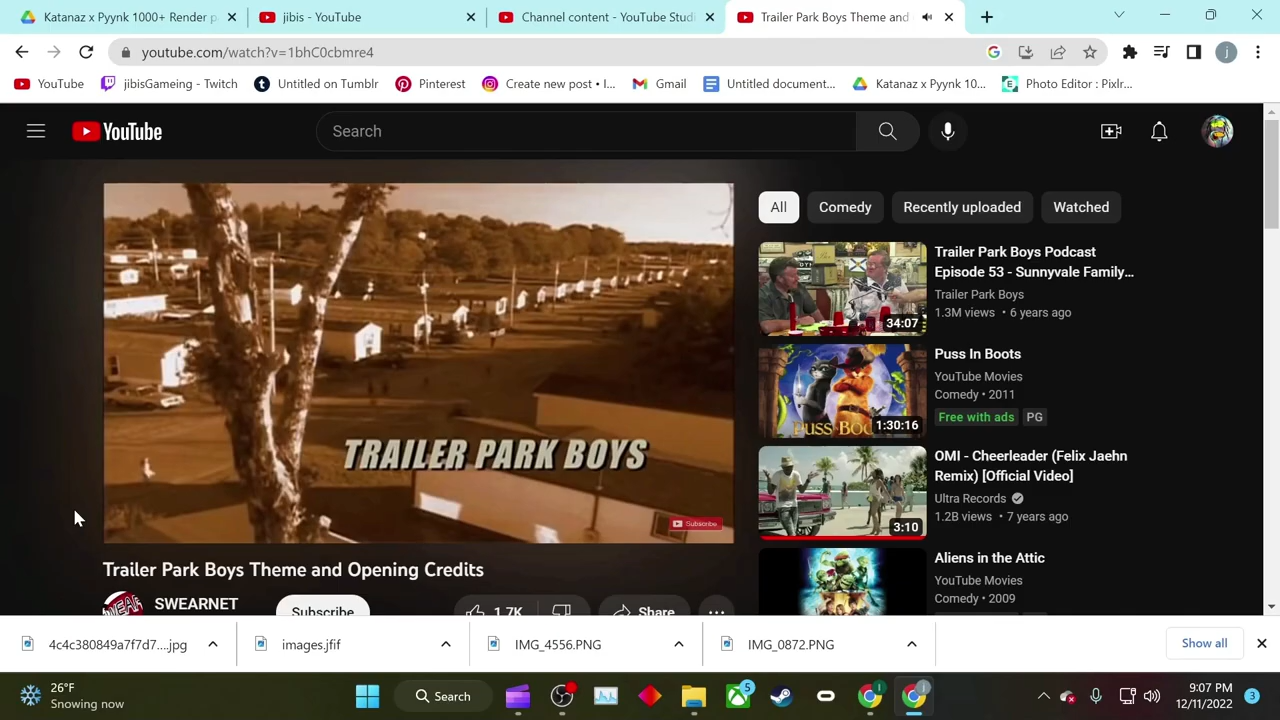 Katanaz x Pyynk 1000+ Render p
jibis - YouTube
Channel content - YouTube Studi
Trailer Park Boys Theme and
youtube.com/watch?v=1bhC0cbmre4
j
YouTube
jibisGameing - Twitch
Untitled on Tumblr
Pinterest
Create new post • I...
Gmail
Untitled document...
Katanaz x Pyynk 10...
Photo Editor : Pixlr...
YouTube
Search
All
Comedy
Recently uploaded
Watched
TRAILER PARK BOYS
Subscribe
Trailer Park Boys Podcast
Episode 53 - Sunnyvale Family...
Trailer Park Boys
1.3M views • 6 years ago
34:07
Puss In Boots
YouTube Movies
Comedy • 2011
Free with ads
PG
PUSS BOO
1:30:16
OMI - Cheerleader (Felix Jaehn
Remix) [Official Video]
Ultra Records
1.2B views • 7 years ago
3:10
Aliens in the Attic
YouTube Movies
Comedy • 2009
Trailer Park Boys Theme and Opening Credits
SWEARNET
Subscribe
1.7K
Share
4c4c380849a7f7d7....jpg
images.jfif
IMG_4556.PNG
IMG_0872.PNG
Show all
26°F
Snowing now
Search
5
9:07 PM
12/11/2022
3